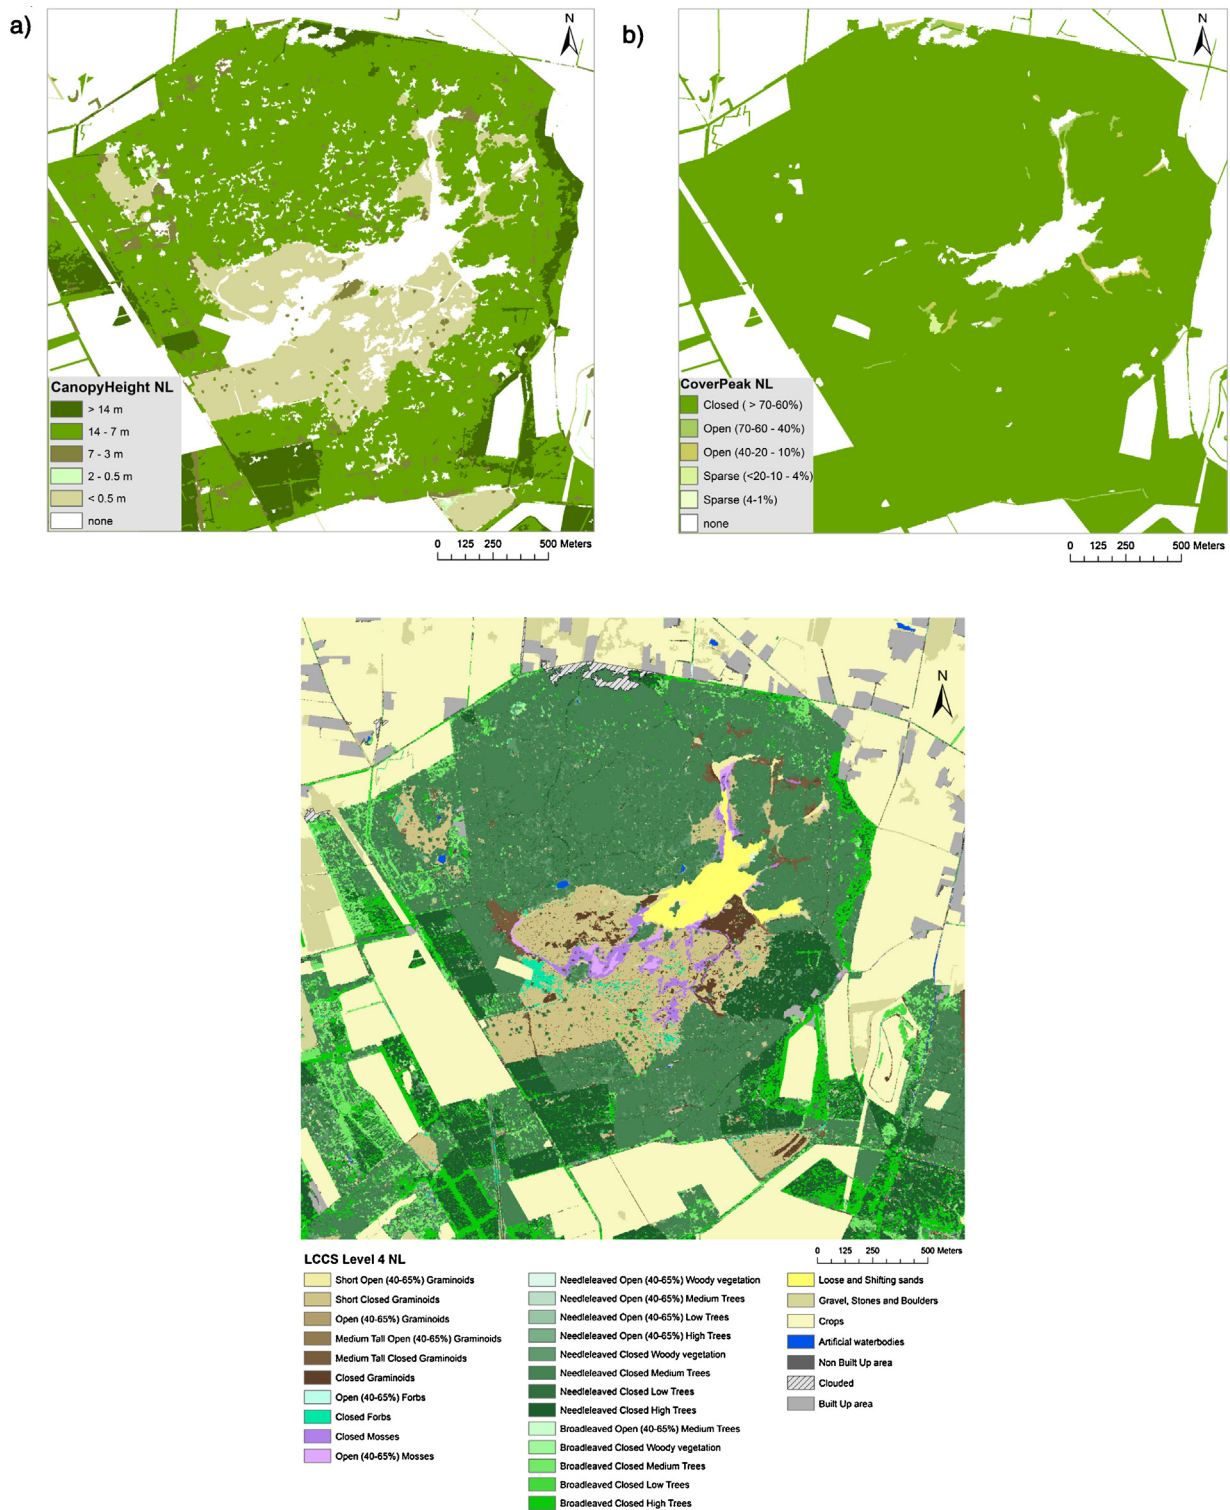 a)
N
CanopyHeight NL
> 14 m
14 - 7 m
7 - 3 m
2 - 0.5 m
< 0.5 m
none
0 125 250 500 Meters
b)
N
CoverPeak NL
Closed ( > 70-60%)
Open (70-60 - 40%)
Open (40-20 - 10%)
Sparse (<20-10 - 4%)
Sparse (4-1%)
none
0 125 250 500 Meters
N
LCCS Level 4 NL
0 125 250 500 Meters
Short Open (40-65%) Graminoids
Short Closed Graminoids
Open (40-65%) Graminoids
Medium Tall Open (40-65%) Graminoids
Medium Tall Closed Graminoids
Closed Graminoids
Open (40-65%) Forbs
Closed Forbs
Closed Mosses
Open (40-65%) Mosses
Needleleaved Open (40-65%) Woody vegetation
Needleleaved Open (40-65%) Medium Trees
Needleleaved Open (40-65%) Low Trees
Needleleaved Open (40-65%) High Trees
Needleleaved Closed Woody vegetation
Needleleaved Closed Medium Trees
Needleleaved Closed Low Trees
Needleleaved Closed High Trees
Broadleaved Open (40-65%) Medium Trees
Broadleaved Closed Woody vegetation
Broadleaved Closed Medium Trees
Broadleaved Closed Low Trees
Broadleaved Closed High Trees
Loose and Shifting sands
Gravel, Stones and Boulders
Crops
Artificial waterbodies
Non Built Up area
Clouded
Built Up area